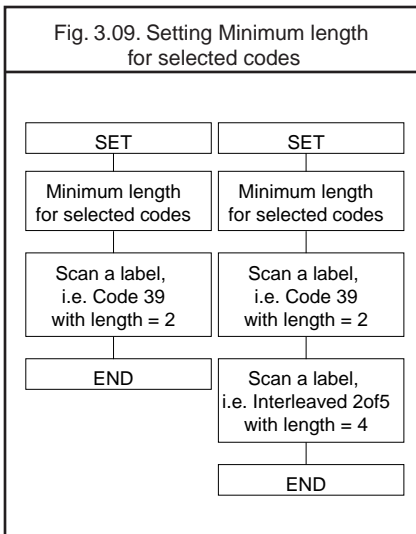 Fig. 3.09. Setting Minimum length
for selected codes
SET
Minimum length
for selected codes
Scan a label,
i.e. Code 39
with length = 2
END
SET
Minimum length
for selected codes
Scan a label,
i.e. Code 39
with length = 2
Scan a label,
i.e. Interleaved 2of5
with length = 4
END